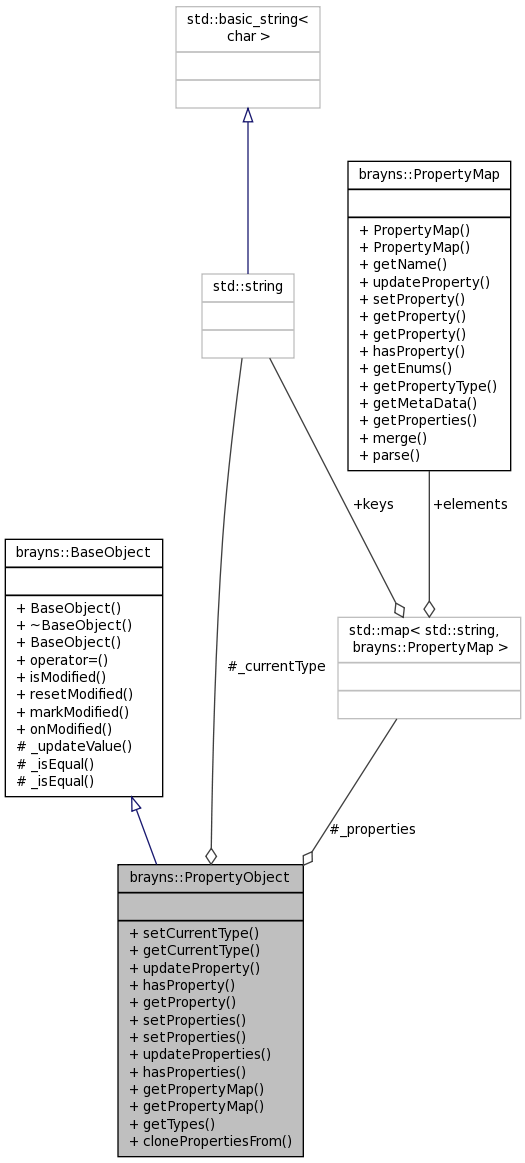 std::basic_string<
char >
brayns::PropertyMap
+ PropertyMap()
+ PropertyMap()
+ getName()
+ updateProperty()
+ setProperty()
+ getProperty()
+ getProperty()
+ hasProperty()
+ getEnums()
+ getPropertyType()
+ getMetaData()
+ getProperties()
+ merge()
+ parse()
std::string
+keys
+elements
brayns::BaseObject
+ BaseObject()
+ ~BaseObject()
+ BaseObject()
+ operator=()
+ isModified()
+ resetModified()
+ markModified()
+ onModified()
# _updateValue()
# _isEqual()
# _isEqual()
std::map< std::string,
brayns::PropertyMap >
#_currentType
#_properties
brayns::PropertyObject
+ setCurrentType()
+ getCurrentType()
+ updateProperty()
+ hasProperty()
+ getProperty()
+ setProperties()
+ setProperties()
+ updateProperties()
+ hasProperties()
+ getPropertyMap()
+ getPropertyMap()
+ getTypes()
+ clonePropertiesFrom()